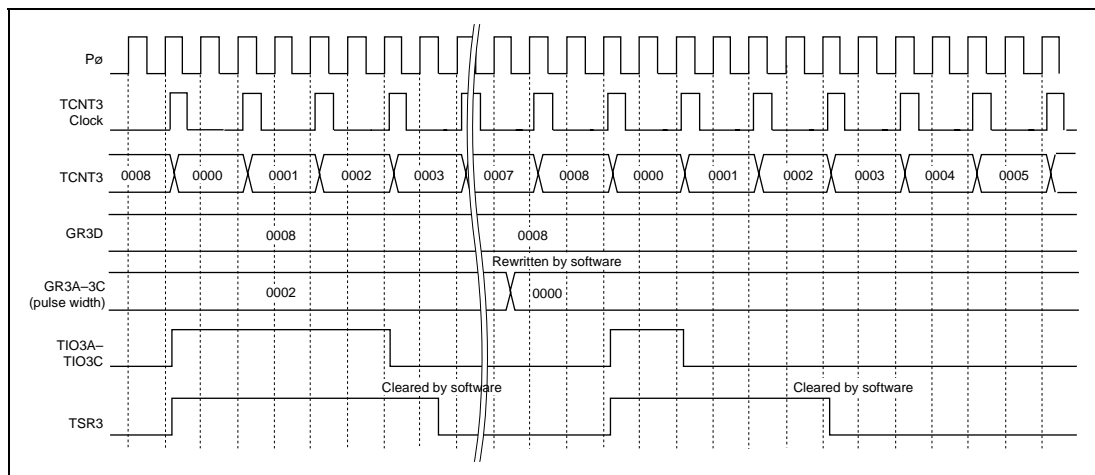 Pø
TCNT3
Clock
TCNT3
0008 0000 0001 0002 0003 0007 0008 0000 0001 0002 0003 0004 0005
GR3D
0008 0008
Rewritten by software
GR3A–3C
(pulse width)
0002 0000
TIO3A–
TIO3C
Cleared by software Cleared by software
TSR3